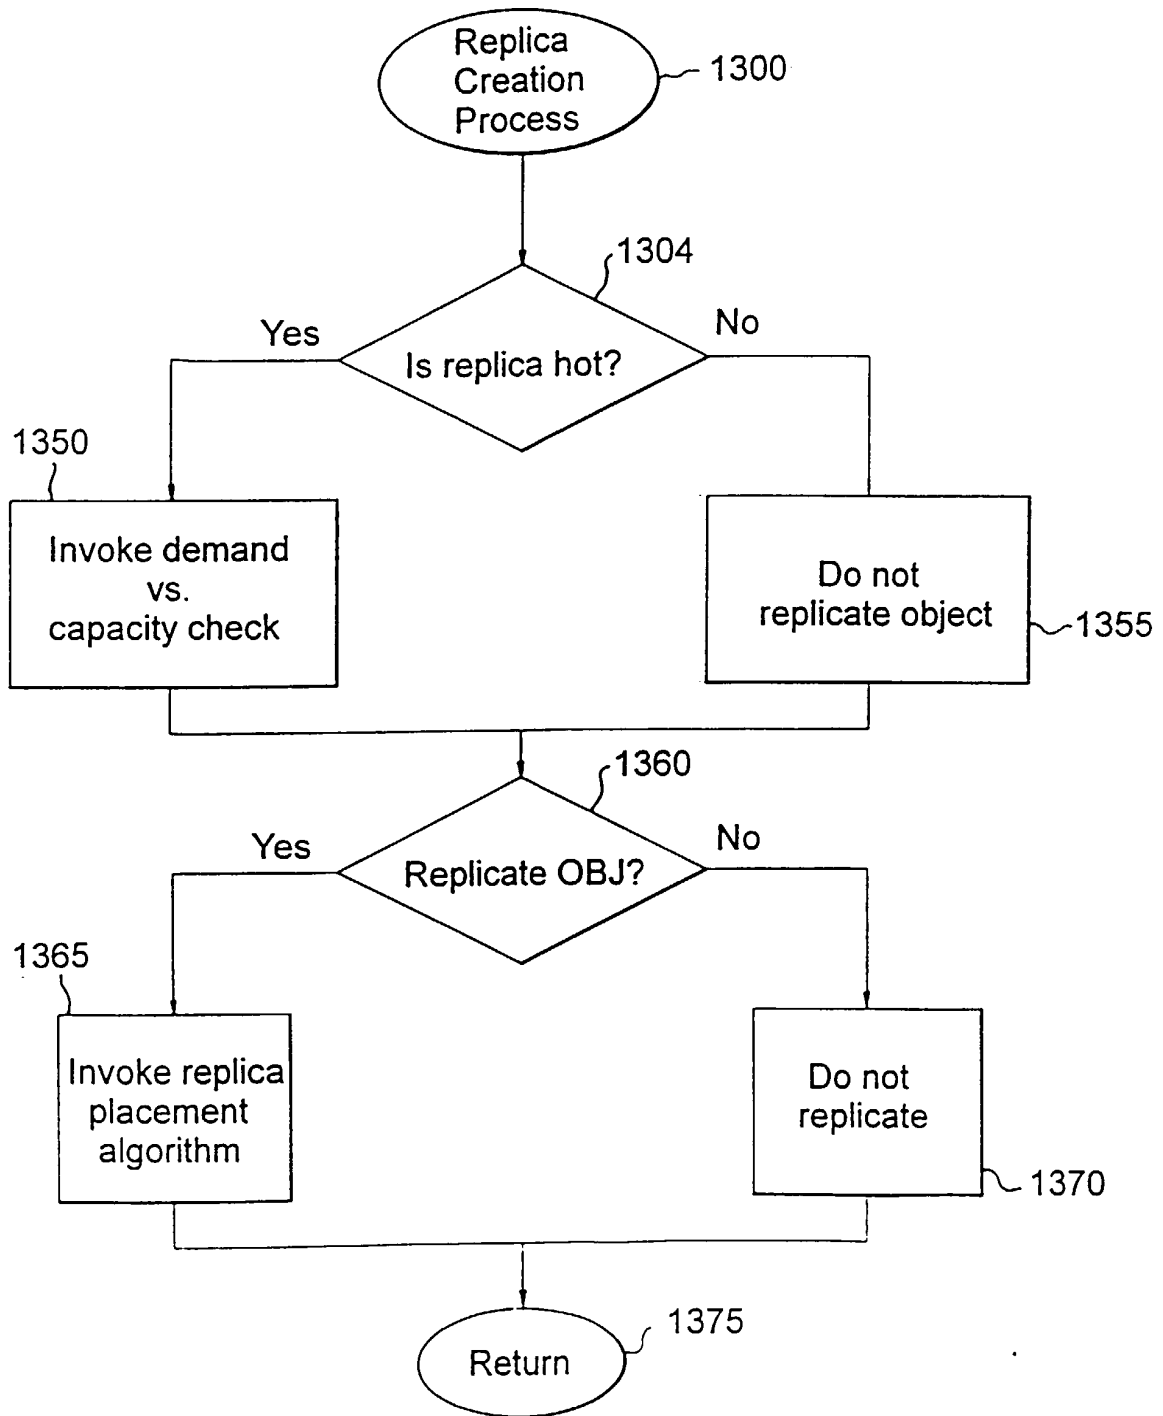 Replica
Creation
Process
1300
1304
Yes
No
Is replica hot?
1350
Invoke demand
vs.
capacity check
Do not
replicate object
1355
1360
Yes
No
Replicate OBJ?
1365
Invoke replica
placement
algorithm
Do not
replicate
1370
1375
Return